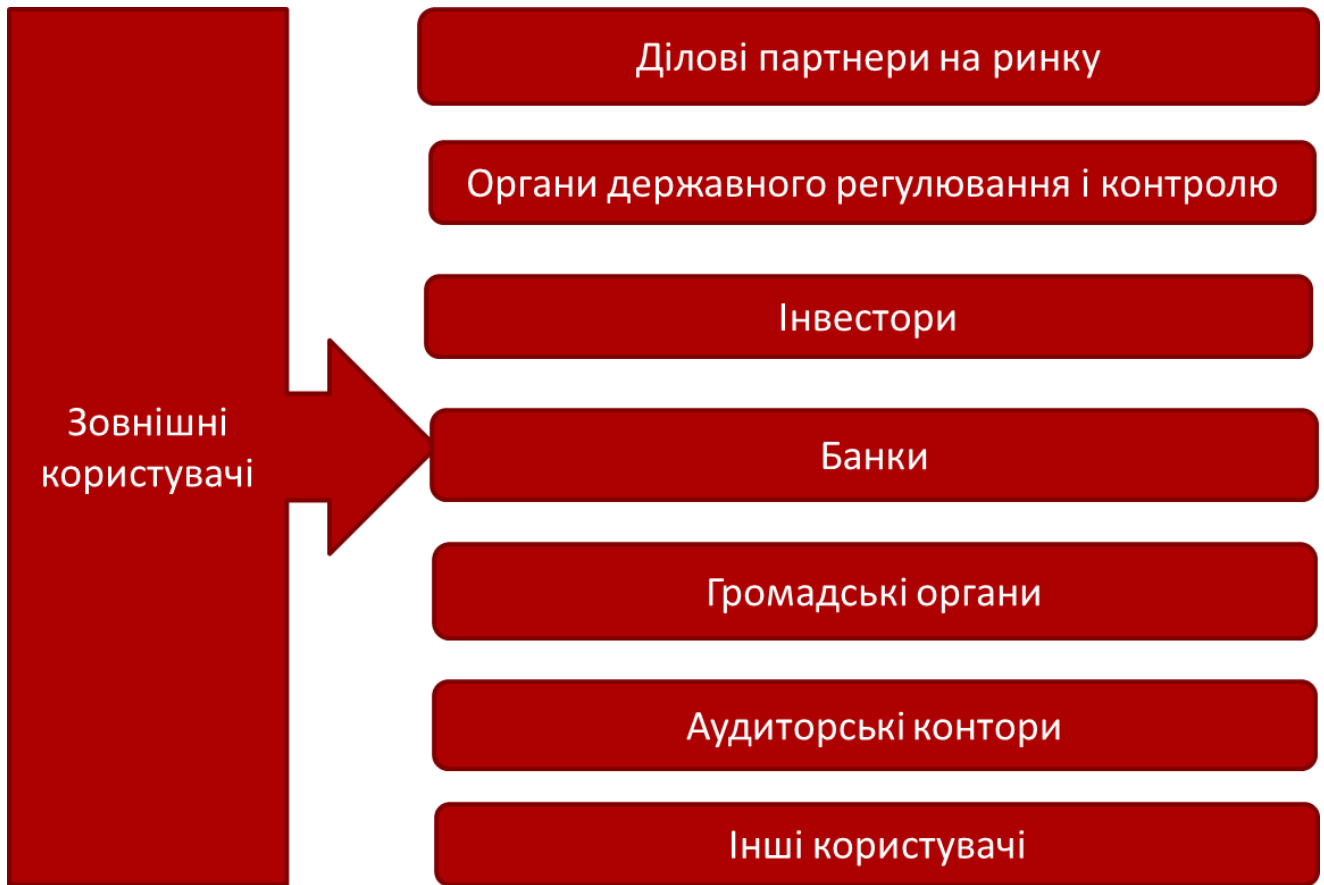 Зовнішні
користувачі
Ділові партнери на ринку
Органи державного регулювання і контролю
Інвестори
Банки
Громадські органи
Аудиторські контори
Інші користувачі